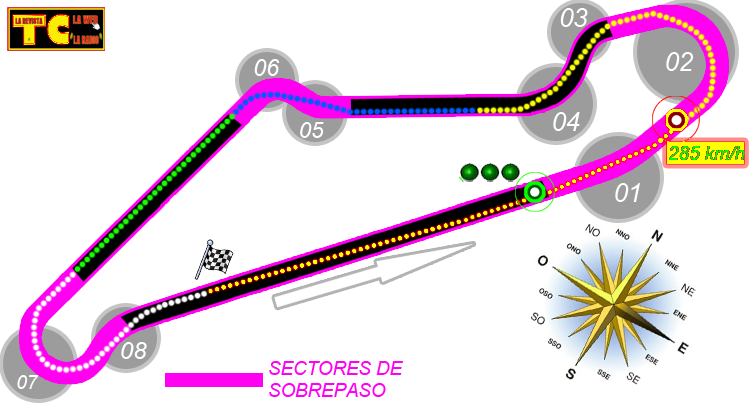 LA REVISTA
TC
LA WEB
LA RADIO
03
02
06
05
04
285 km/h
01
07
08
SECTORES DE
SOBREPASO
N
NNE
NE
ENE
E
ESE
SE
SSE
S
SSO
SO
OSO
O
ONO
NO
NNO